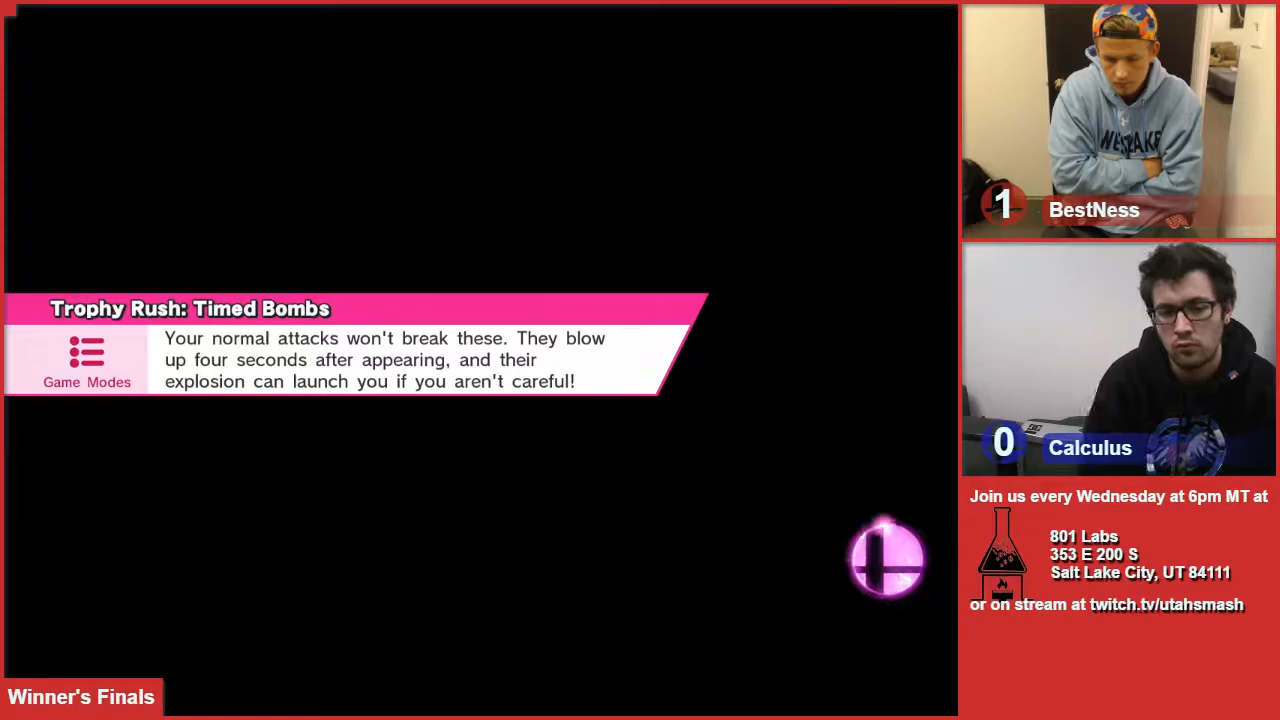 Trophy Rush: Timed Bombs
Game Modes
Your normal attacks won't break these. They blow
up four seconds after appearing, and their
explosion can launch you if you aren't careful!
1
BestNess
0
Calculus
Join us every Wednesday at 6pm MT at
801 Labs
353 E 200 S
Salt Lake City, UT 84111
or on stream at twitch.tv/utahsmash
Winner's Finals